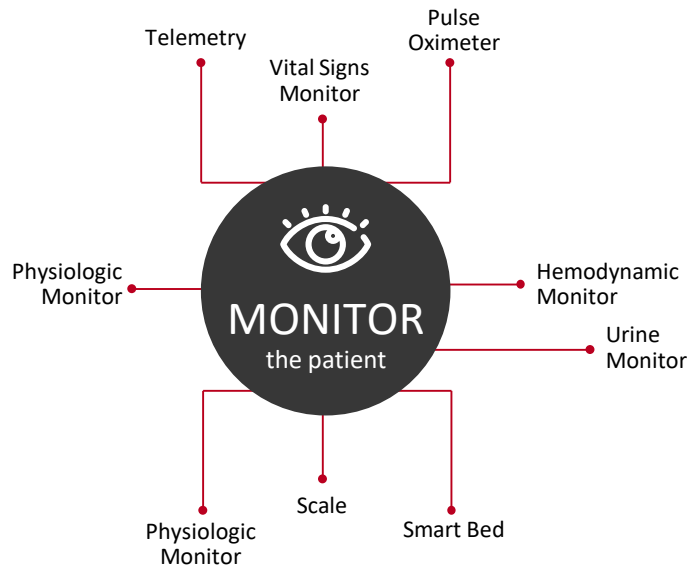 Telemetry
Pulse
Oximeter
Vital Signs
Monitor
Physiologic
Monitor
Hemodynamic
Monitor
MONITOR
the patient
Urine
Monitor
Physiologic
Monitor
Scale
Smart Bed